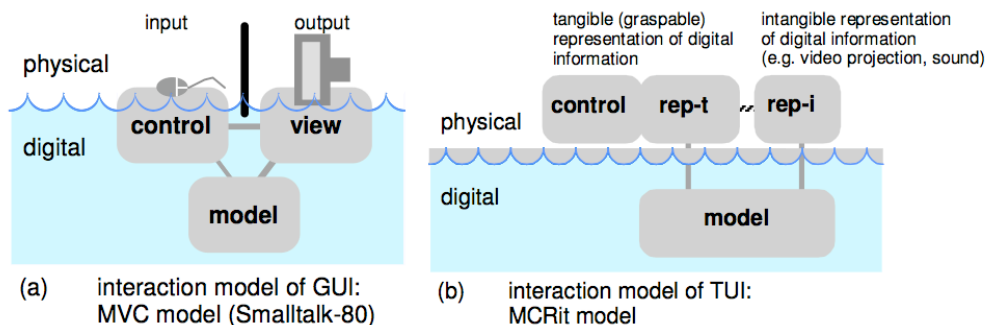 input
output
physical
digital
control
view
model
(a) interaction model of GUI:
MVC model (Smalltalk-80)
tangible (graspable)
representation of digital
information
intangible representation
of digital information
(e.g. video projection, sound)
control
rep-t
rep-i
physical
digital
model
(b) interaction model of TUI:
MCRit model